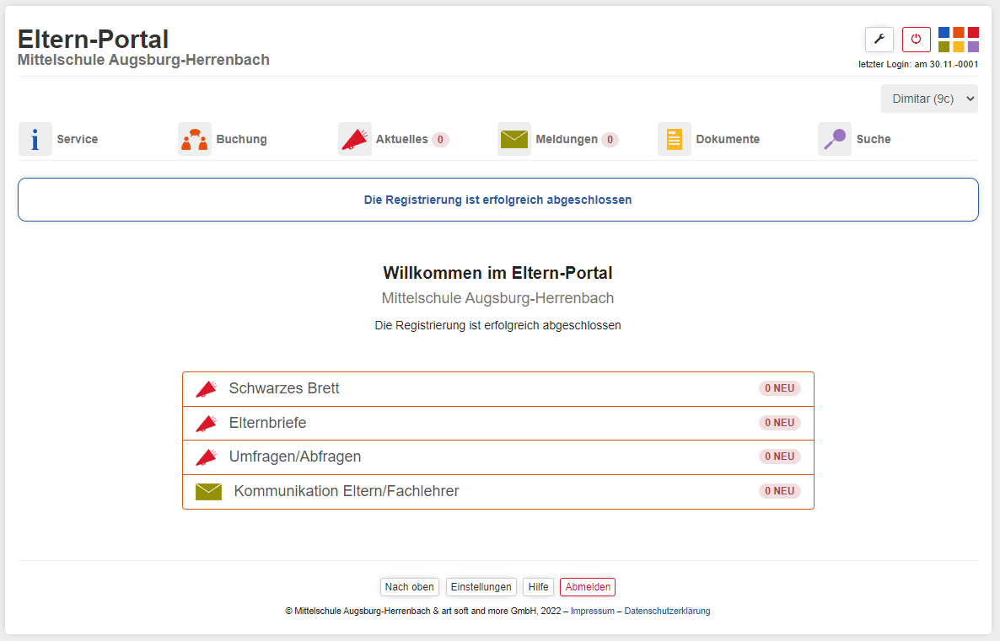 Eltern-Portal
Mittelschule Augsburg-Herrenbach
letzter Login: am 30.11.-0001
Dimitar (9c)
Service
Buchung
Aktuelles 0
Meldungen 0
Dokumente
Suche
Die Registrierung ist erfolgreich abgeschlossen
Willkommen im Eltern-Portal
Mittelschule Augsburg-Herrenbach
Die Registrierung ist erfolgreich abgeschlossen
Schwarzes Brett 0 NEU
Elternbriefe 0 NEU
Umfragen/Abfragen 0 NEU
Kommunikation Eltern/Fachlehrer 0 NEU
Nach oben Einstellungen Hilfe Abmelden
© Mittelschule Augsburg-Herrenbach & art soft and more GmbH, 2022 – Impressum – Datenschutzerklärung